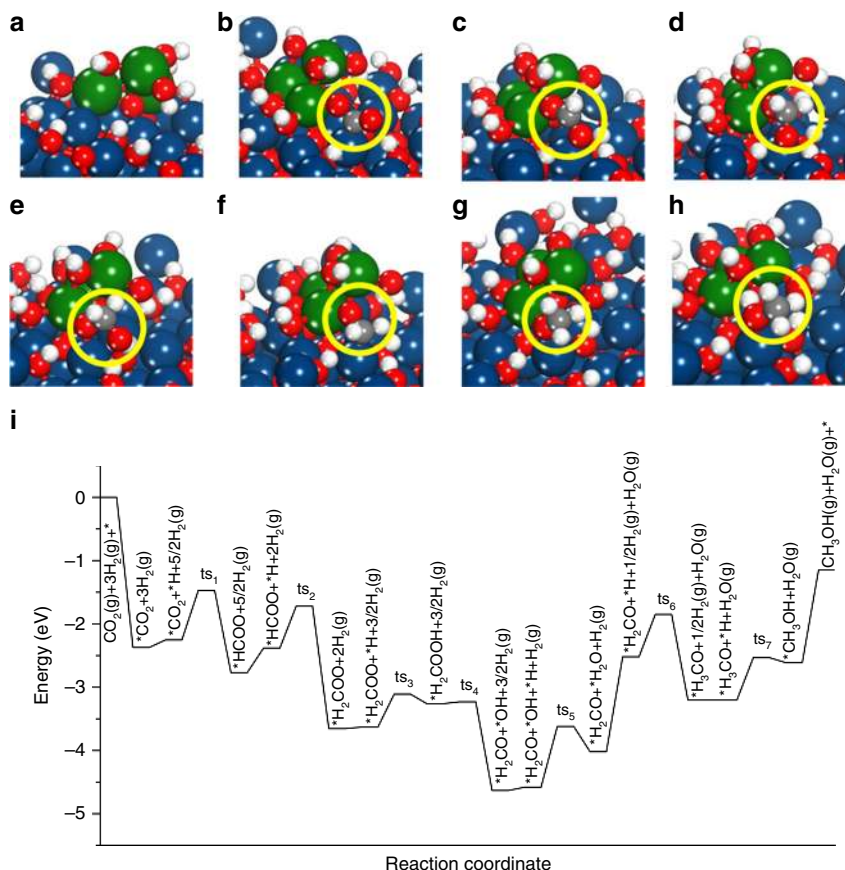 a
b
c
d
e
f
g
h
i
Energy (eV)
0
−1
−2
−3
−4
−5
CO2(g)+3H2(g)+*
*CO2+3H2(g)
*CO2+*H+5/2H2(g)
ts1
*HCOO+5/2H2(g)
*HCOO+*H+2H2(g)
ts2
*H2COO+2H2(g)
*H2COO+*H+3/2H2(g)
ts3
*H2COOH+3/2H2(g)
ts4
*H2CO+*OH+3/2H2(g)
*H2CO+*OH+*H+H2(g)
ts5
*H2CO+*H2O+H2(g)
*H2CO+*H+1/2H2(g)+H2O(g)
ts6
*H3CO+1/2H2(g)+H2O(g)
*H3CO+*H+H2O(g)
ts7
*CH3OH+H2O(g)
CH3OH(g)+H2O(g)+*
Reaction coordinate